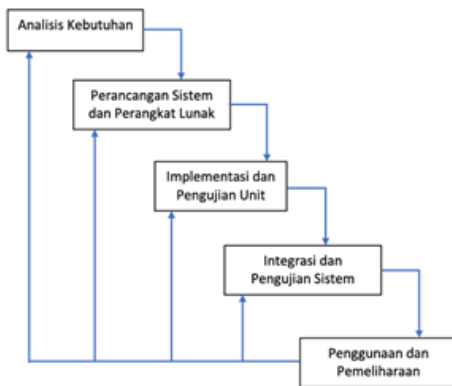 Analisis Kebutuhan
Perancangan Sistem
dan Perangkat Lunak
Implementasi dan
Pengujian Unit
Integrasi dan
Pengujian Sistem
Penggunaan dan
Pemeliharaan